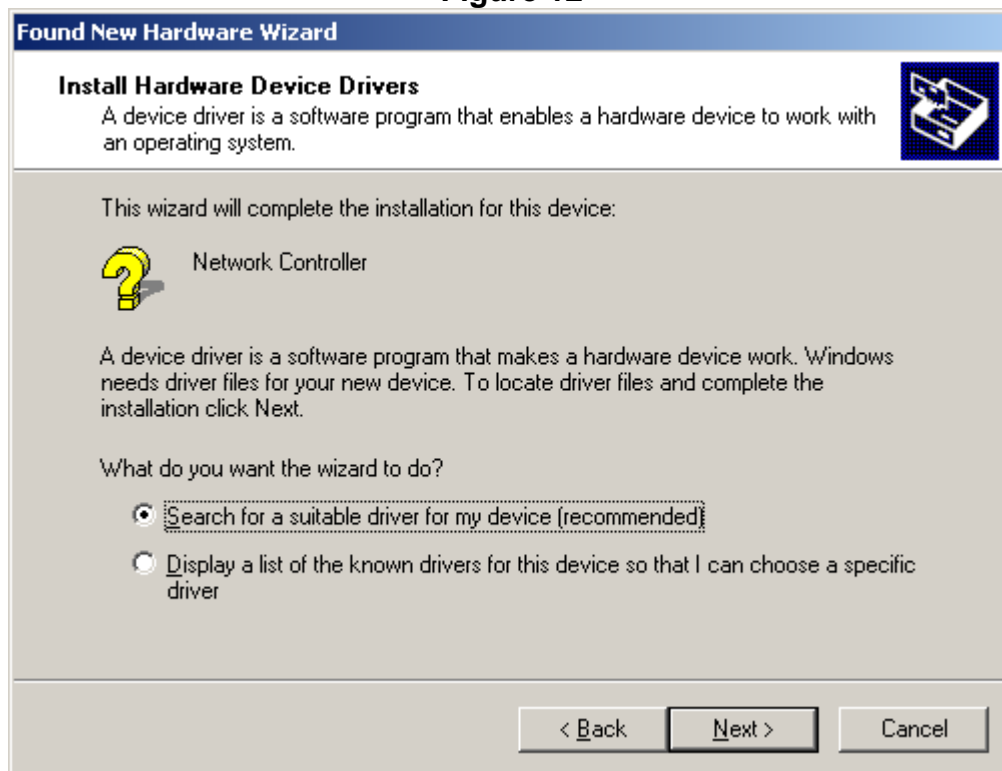 Figure 12
Found New Hardware Wizard
Install Hardware Device Drivers
A device driver is a software program that enables a hardware device to work with
an operating system.
This wizard will complete the installation for this device:
Network Controller
A device driver is a software program that makes a hardware device work. Windows
needs driver files for your new device. To locate driver files and complete the
installation click Next.
What do you want the wizard to do?
Search for a suitable driver for my device (recommended)
Display a list of the known drivers for this device so that I can choose a specific
driver
< Back Next > Cancel